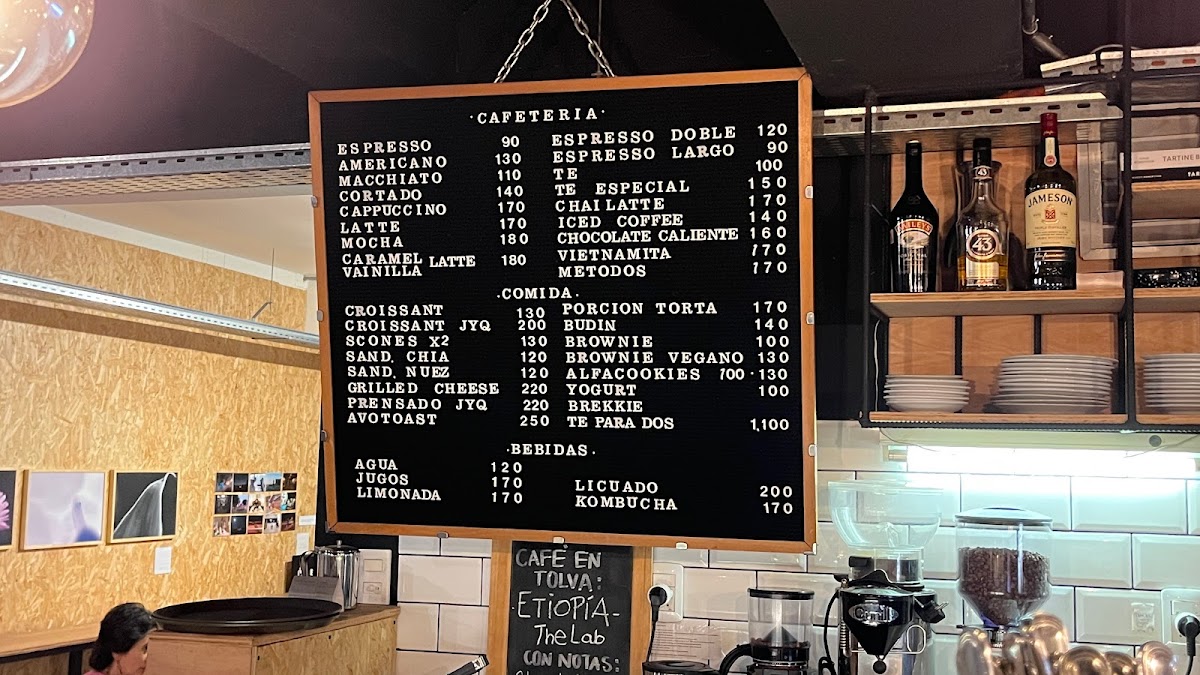 ·CAFETERIA·
ESPRESSO 90
AMERICANO 130
MACCHIATO 110
CORTADO 140
CAPPUCCINO 170
LATTE 170
MOCHA 180
CARAMEL LATTE 180
VAINILLA
ESPRESSO DOBLE 120
ESPRESSO LARGO 90
TE 100
TE ESPECIAL 150
CHAI LATTE 170
ICED COFFEE 140
CHOCOLATE CALIENTE 160
VIETNAMITA 170
METODOS 170
·COMIDA.
CROISSANT 130
CROISSANT JYQ 200
SCONES X2 130
SAND. CHIA 120
SAND. NUEZ 120
GRILLED CHEESE 220
PRENSADO JYQ 220
AVOTOAST 250
PORCION TORTA 170
BUDIN 140
BROWNIE 100
BROWNIE VEGANO 130
ALFACOOKIES 100·130
YOGURT 100
BREKKIE
TE PARA DOS 1,100
·BEBIDAS.
AGUA 120
JUGOS 170
LIMONADA 170
LICUADO 200
KOMBUCHA 170
CAFÉ EN
TOLVA:
·ETIOPÍA-
The Lab
CON NOTAS:
BAILEYS
43
JAMESON
TARTINE B